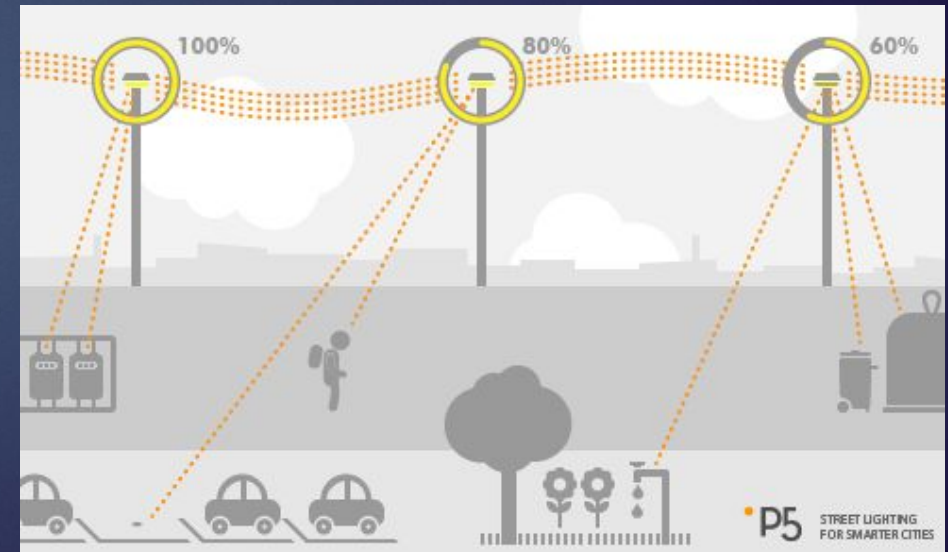 100%
80%
60%
P5
STREET LIGHTING
FOR SMARTER CITIES